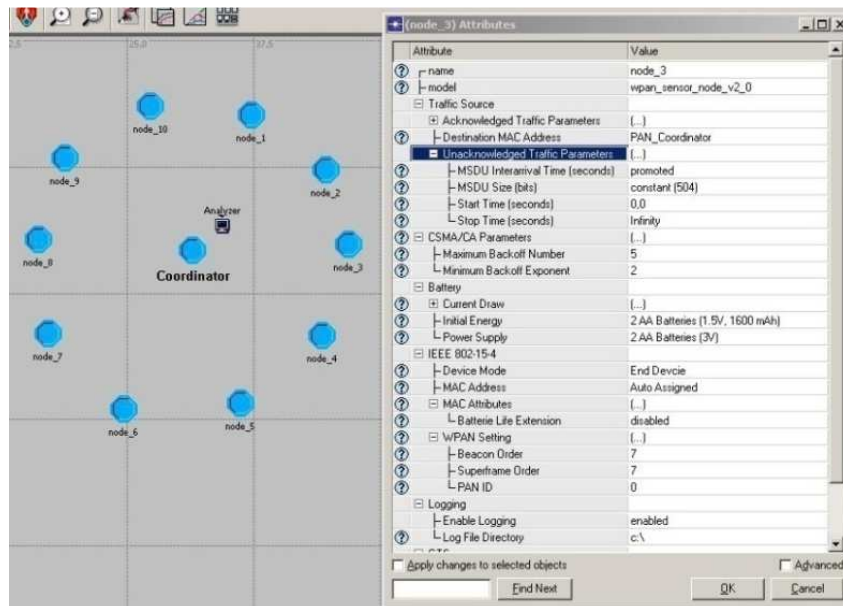 25,0
27,5
node_10
node_1
node_9
node_2
Analyzer
node_8
Coordinator
node_3
node_7
node_4
node_6
node_5
(node_3) Attributes
Attribute Value
name node_3
model wpan_sensor_node_v2_0
Traffic Source
Acknowledged Traffic Parameters (...)
Destination MAC Address PAN_Coordinator
Unacknowledged Traffic Parameters (...)
MSDU Interarrival Time (seconds) promoted
MSDU Size (bits) constant (504)
Start Time (seconds) 0,0
Stop Time (seconds) Infinity
CSMA/CA Parameters (...)
Maximum Backoff Number 5
Minimum Backoff Exponent 2
Battery
Current Draw (...)
Initial Energy 2 AA Batteries (1.5V, 1600 mAh)
Power Supply 2 AA Batteries (3V)
IEEE 802-15-4
Device Mode End Devcie
MAC Address Auto Assigned
MAC Attributes (...)
Batterie Life Extension disabled
WPAN Setting (...)
Beacon Order 7
Superframe Order 7
PAN ID 0
Logging
Enable Logging enabled
Log File Directory c:\
Apply changes to selected objects Advanced
Find Next OK Cancel